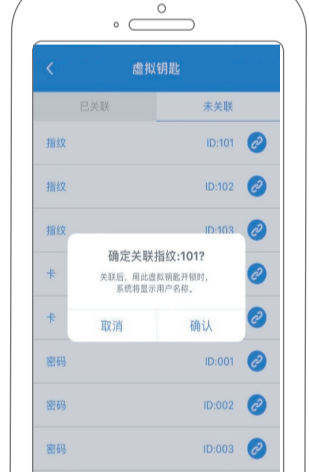 虚拟钥匙
已关联 未关联
指纹 ID:101
指纹 ID:102
指纹 ID:103
确定关联指纹:101?
关联后，用此虚拟钥匙开锁时，
系统将显示用户名称。
卡
卡
取消 确认
密码 ID:001
密码 ID:002
密码 ID:003